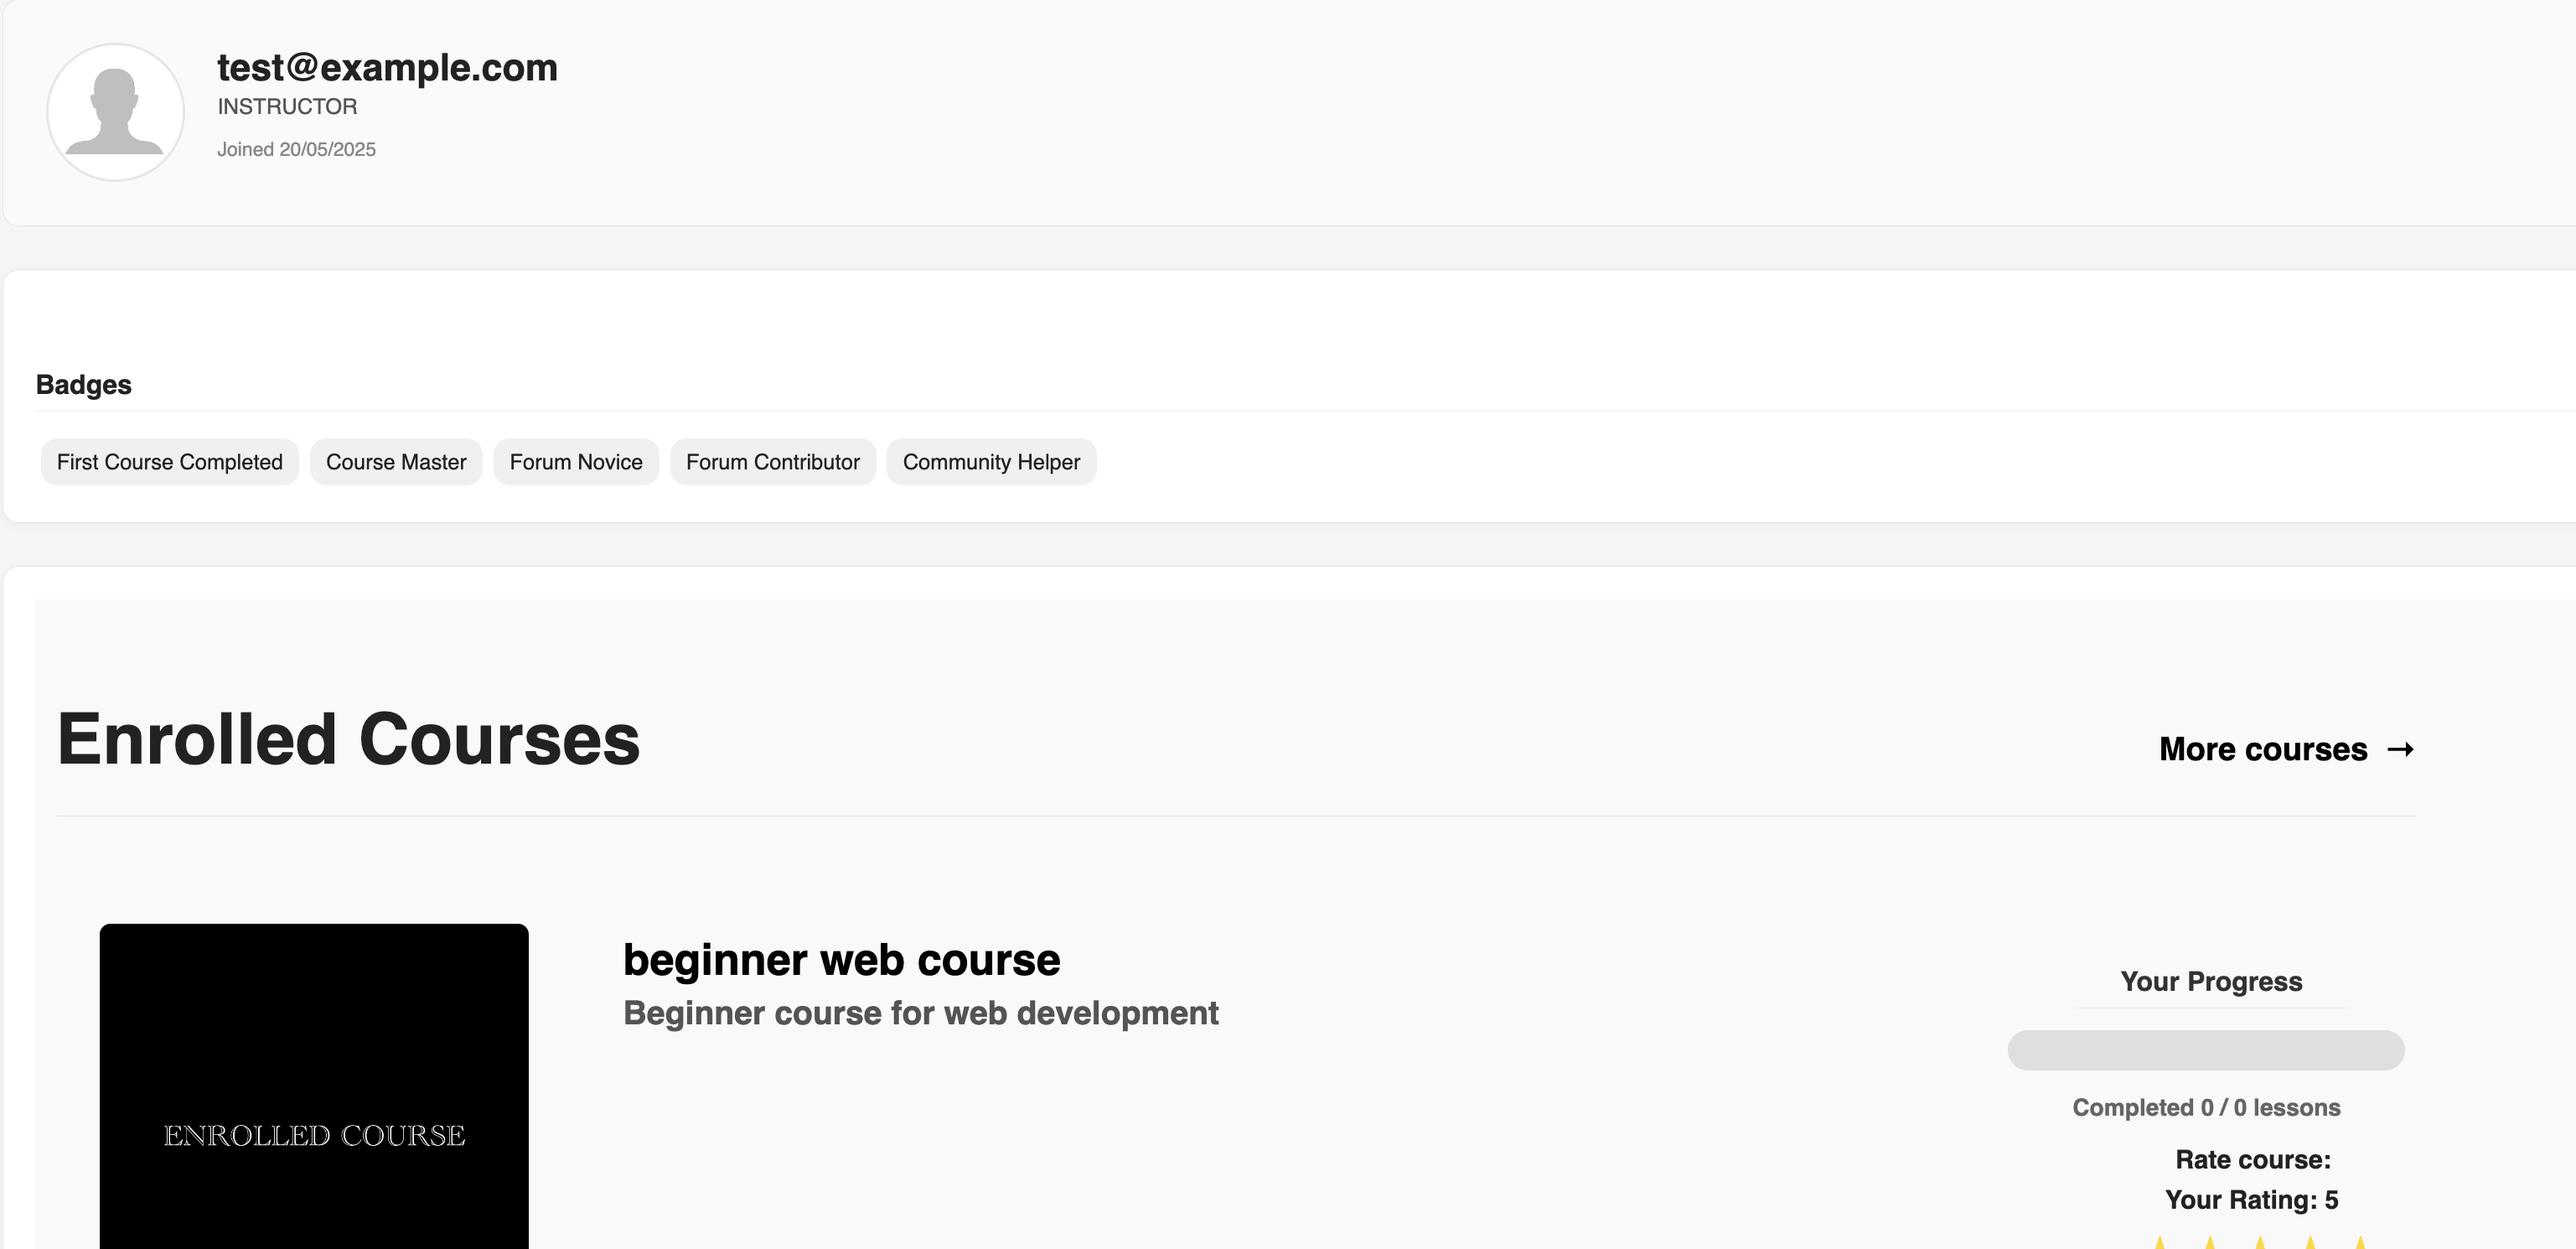 test@example.com
INSTRUCTOR
Joined 20/05/2025
Badges
First Course Completed
Course Master
Forum Novice
Forum Contributor
Community Helper
Enrolled Courses
More courses →
ENROLLED COURSE
beginner web course
Beginner course for web development
Your Progress
Completed 0 / 0 lessons
Rate course:
Your Rating: 5